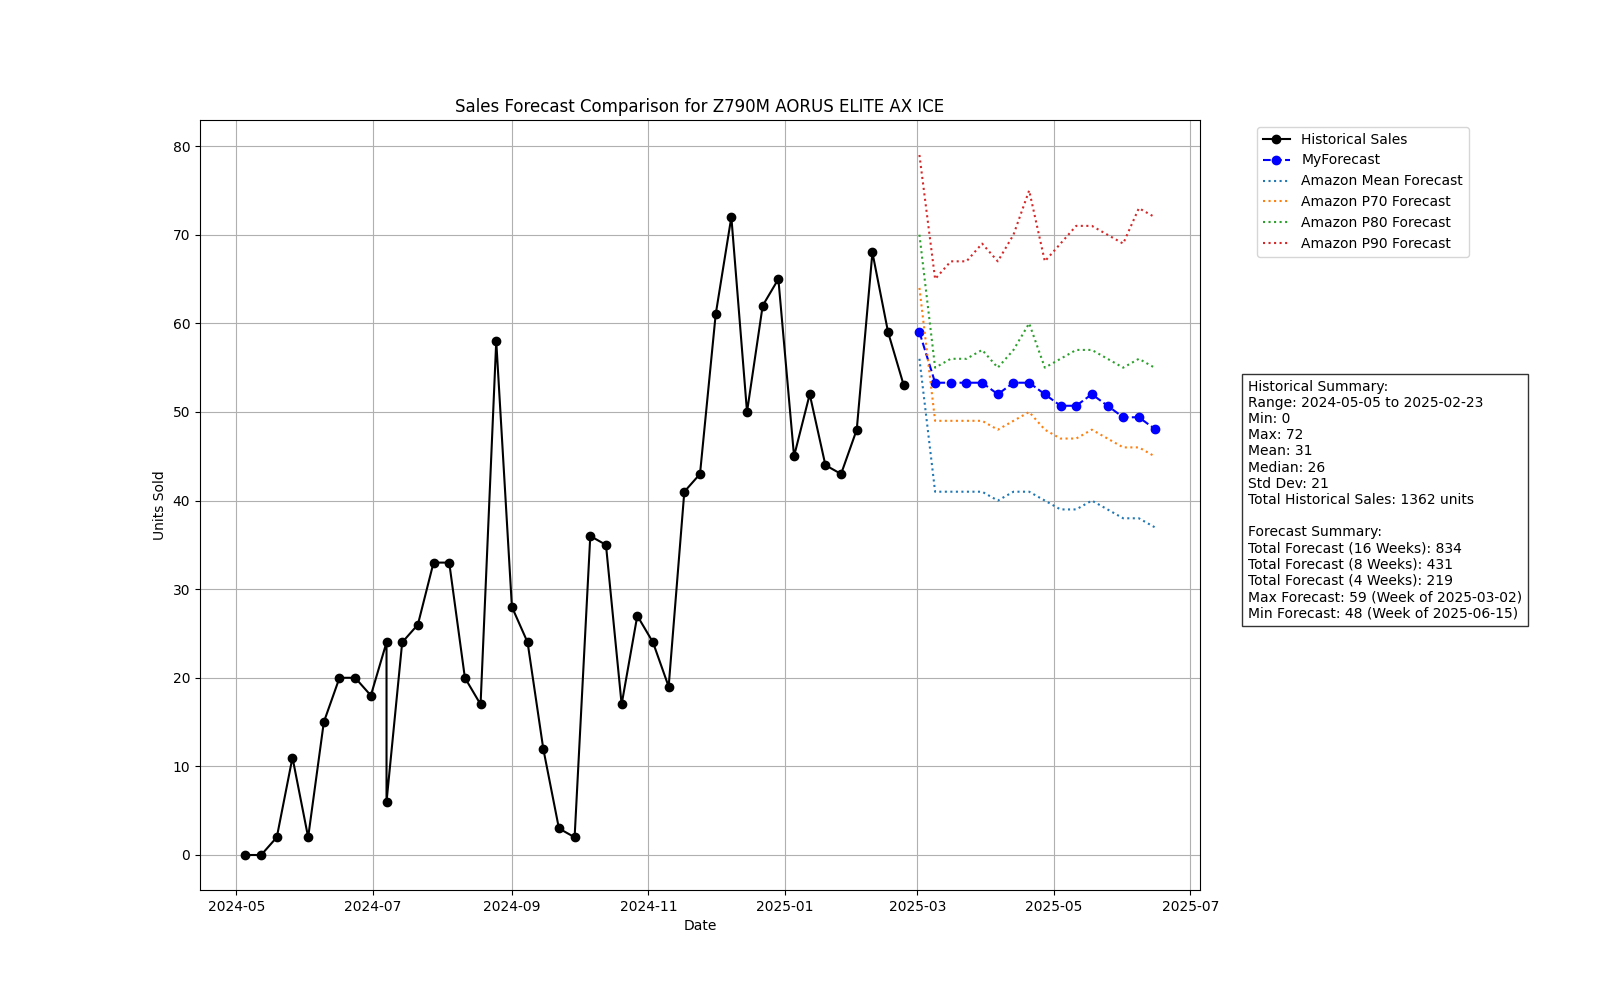 Sales Forecast Comparison for Z790M AORUS ELITE AX ICE
Historical Sales
MyForecast
Amazon Mean Forecast
Amazon P70 Forecast
Amazon P80 Forecast
Amazon P90 Forecast
80
70
60
50
40
30
20
10
0
Units Sold
2024-05
2024-07
2024-09
2024-11
2025-01
2025-03
2025-05
2025-07
Date
Historical Summary:
Range: 2024-05-05 to 2025-02-23
Min: 0
Max: 72
Mean: 31
Median: 26
Std Dev: 21
Total Historical Sales: 1362 units
Forecast Summary:
Total Forecast (16 Weeks): 834
Total Forecast (8 Weeks): 431
Total Forecast (4 Weeks): 219
Max Forecast: 59 (Week of 2025-03-02)
Min Forecast: 48 (Week of 2025-06-15)